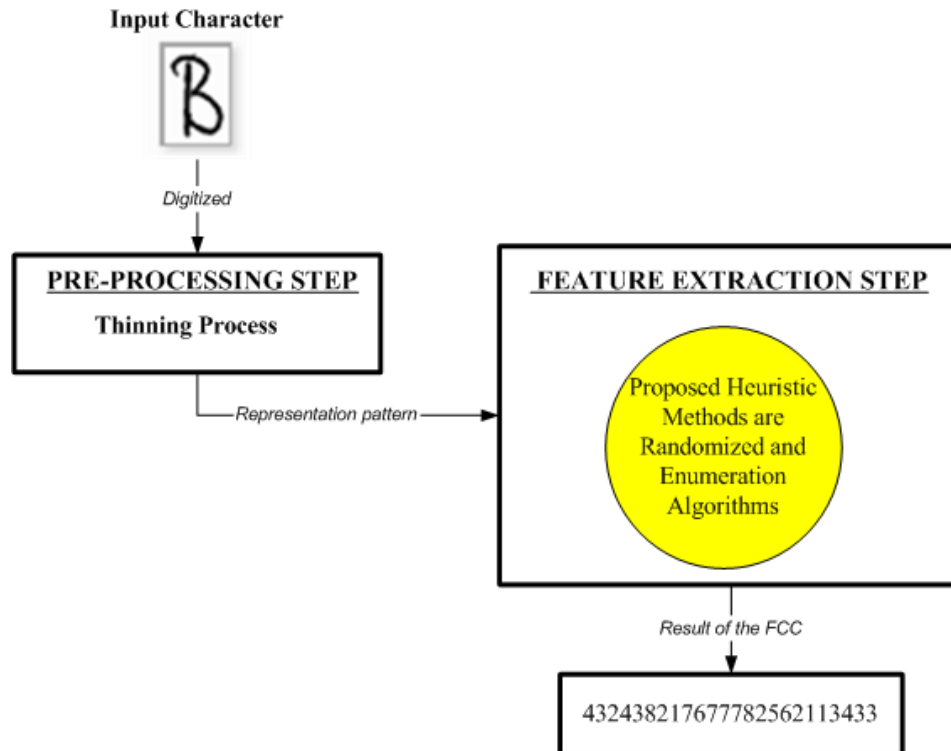 Input Character
B
Digitized
PRE-PROCESSING STEP
Thinning Process
Representation pattern
FEATURE EXTRACTION STEP
Proposed Heuristic
Methods are
Randomized and
Enumeration
Algorithms
Result of the FCC
432438217677782562113433